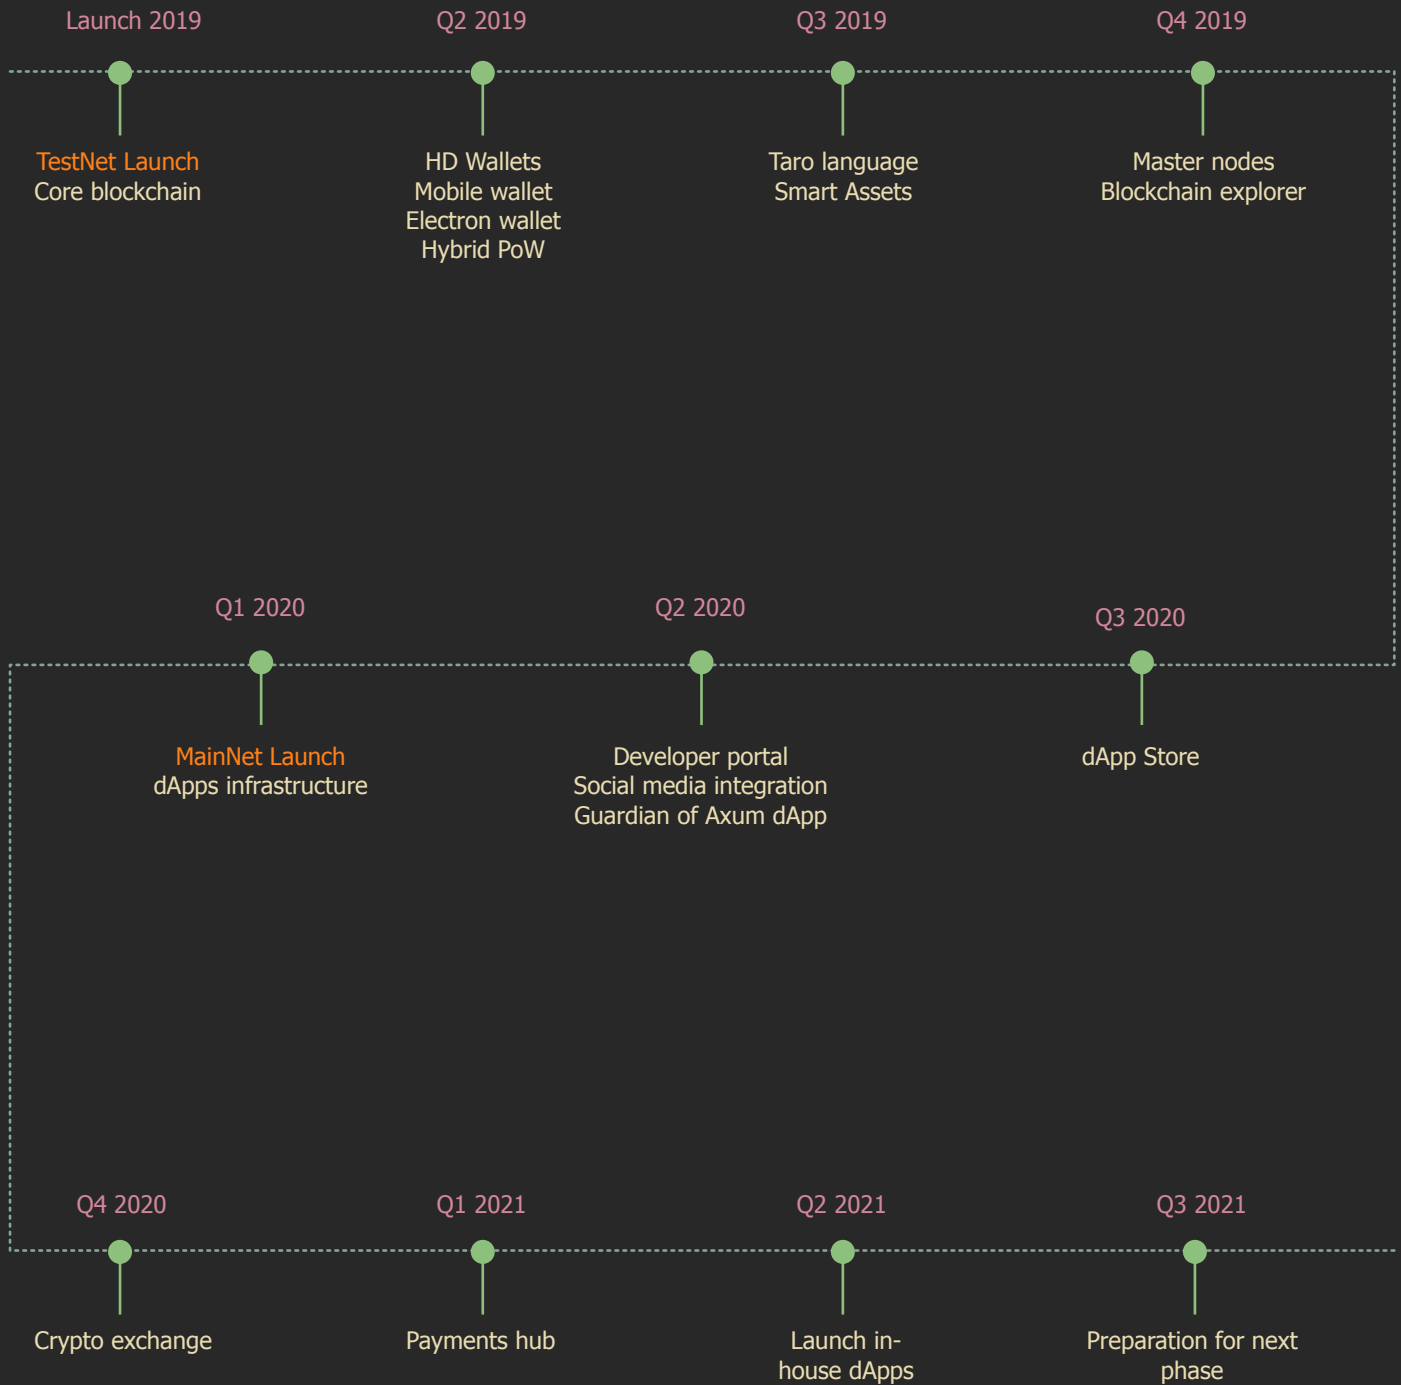 Launch 2019
Q2 2019
Q3 2019
Q4 2019
TestNet Launch
Core blockchain
HD Wallets
Mobile wallet
Electron wallet
Hybrid PoW
Taro language
Smart Assets
Master nodes
Blockchain explorer
Q1 2020
Q2 2020
Q3 2020
MainNet Launch
dApps infrastructure
Developer portal
Social media integration
Guardian of Axum dApp
dApp Store
Q4 2020
Q1 2021
Q2 2021
Q3 2021
Crypto exchange
Payments hub
Launch in-
house dApps
Preparation for next
phase